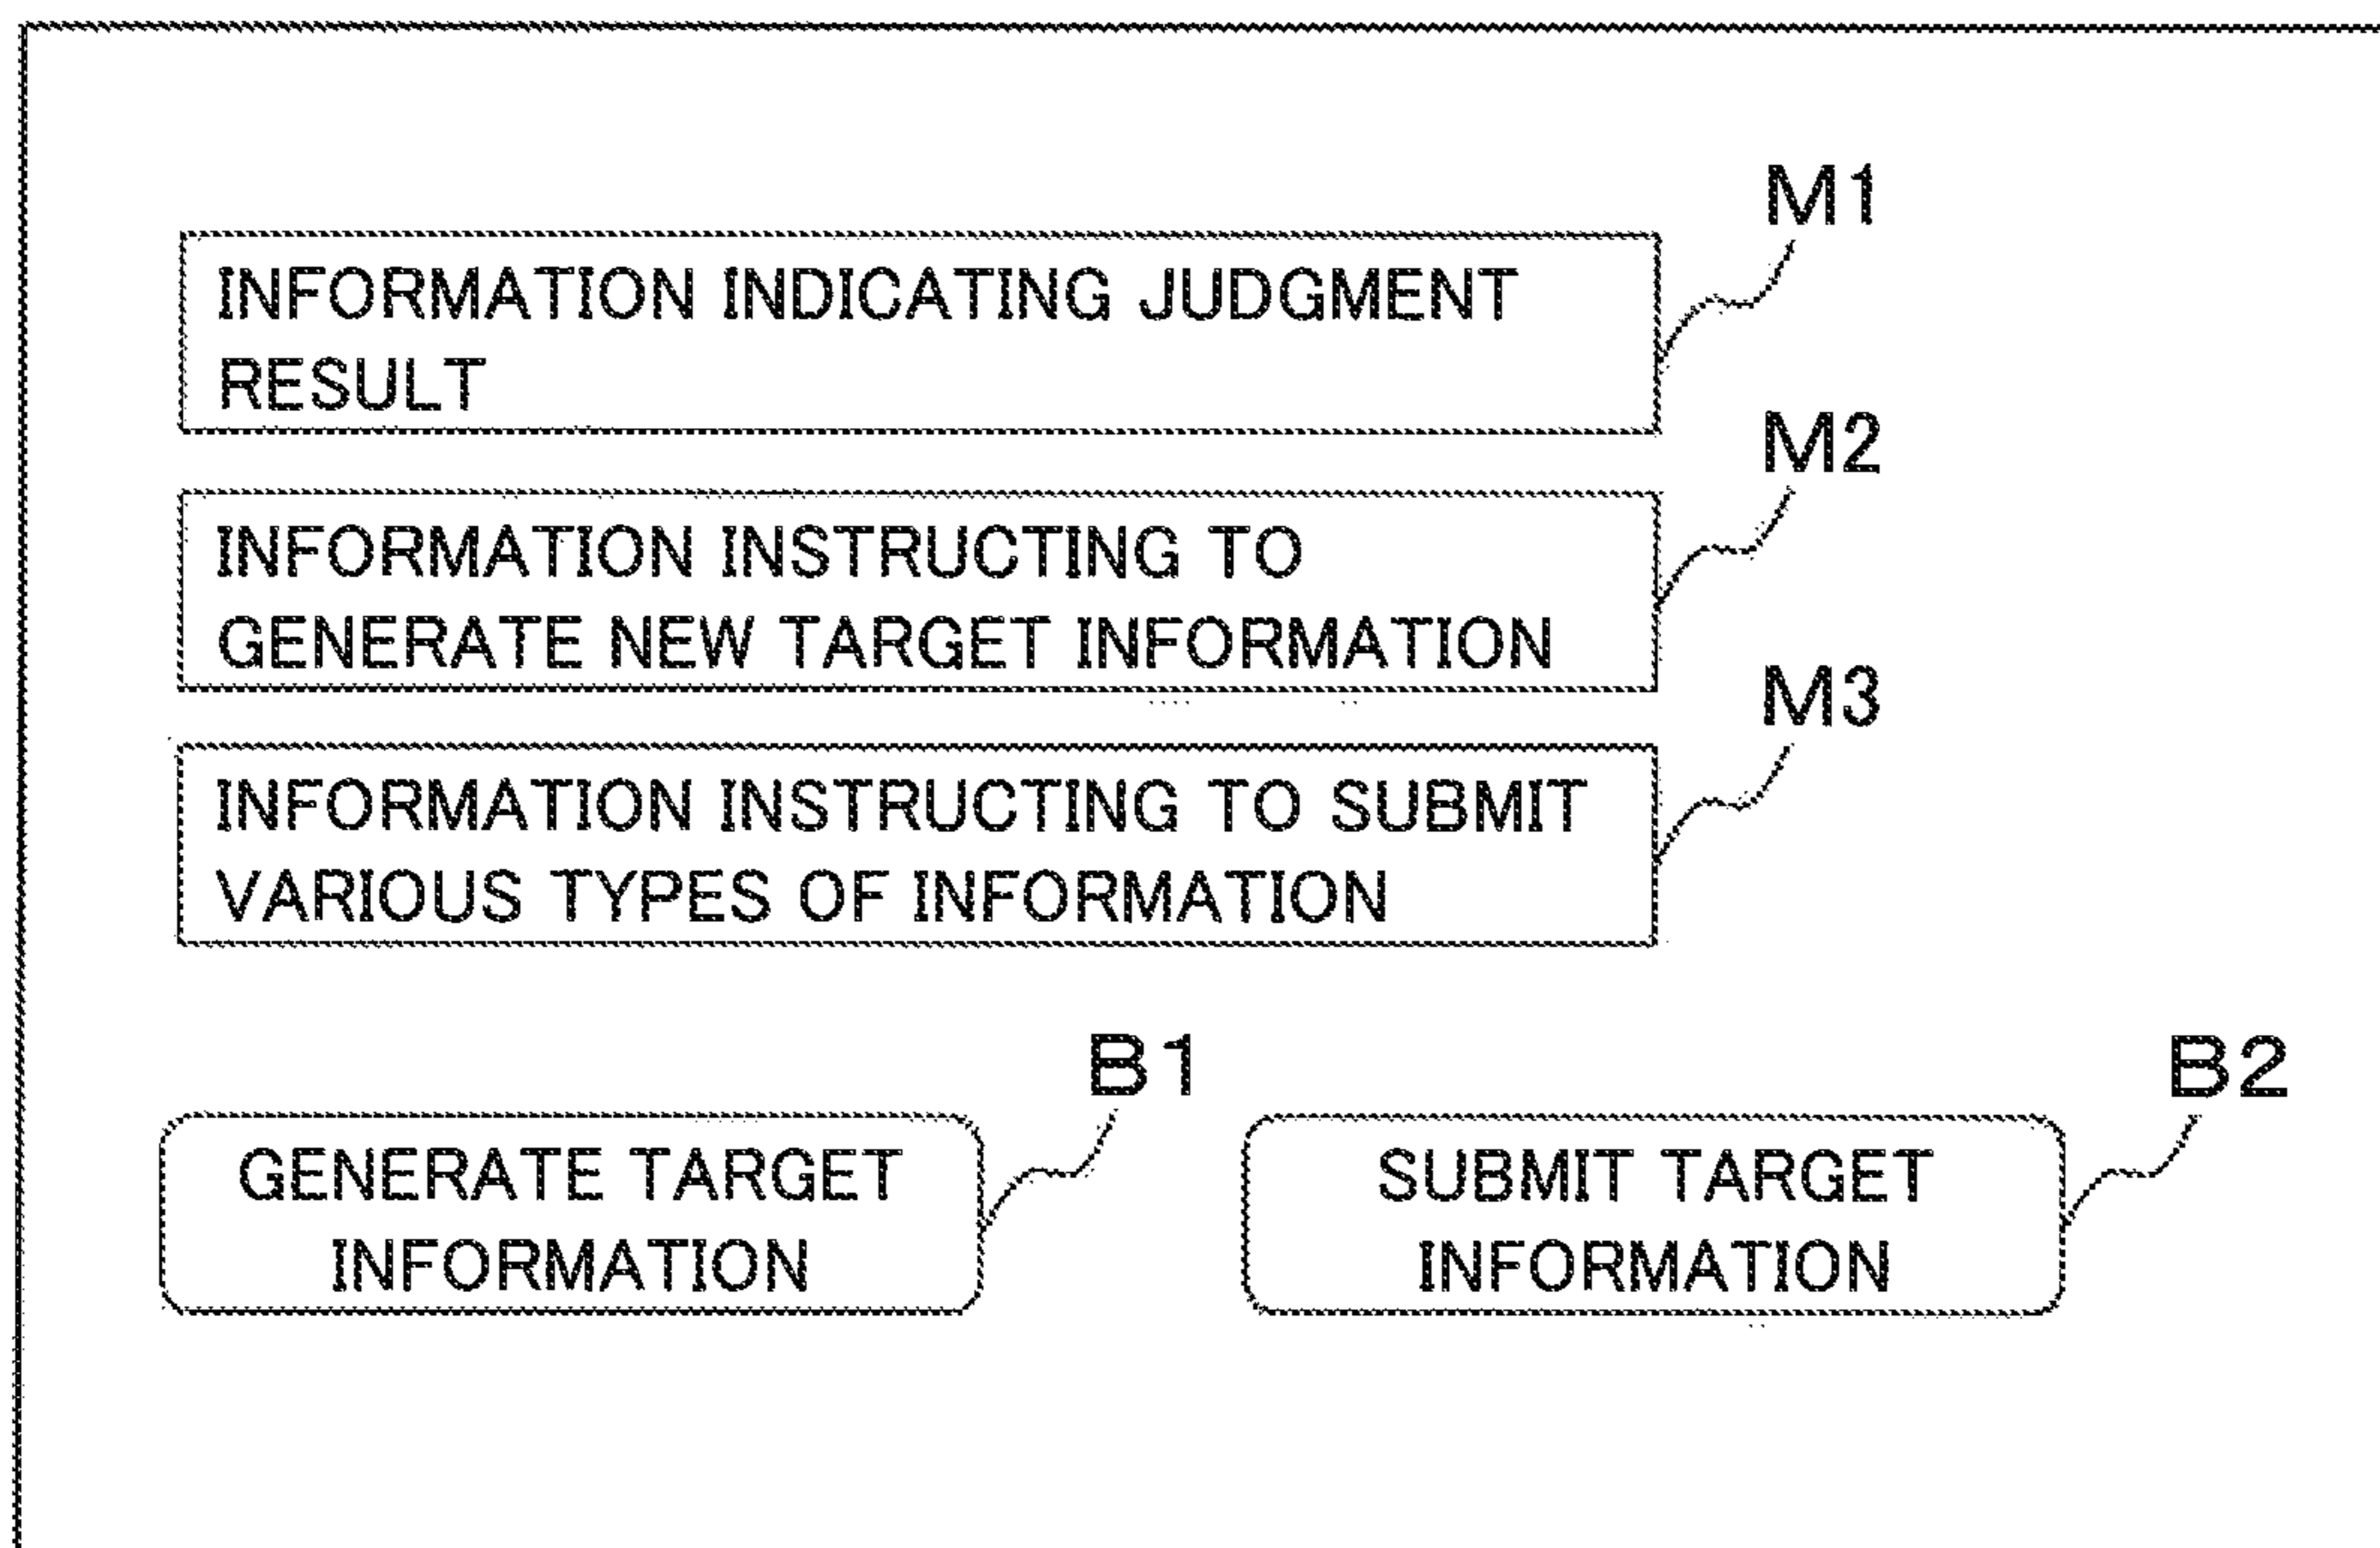 M1
INFORMATION INDICATING JUDGMENT
RESULT
M2
INFORMATION INSTRUCTING TO
GENERATE NEW TARGET INFORMATION
M3
INFORMATION INSTRUCTING TO SUBMIT
VARIOUS TYPES OF INFORMATION
B1
GENERATE TARGET
INFORMATION
B2
SUBMIT TARGET
INFORMATION